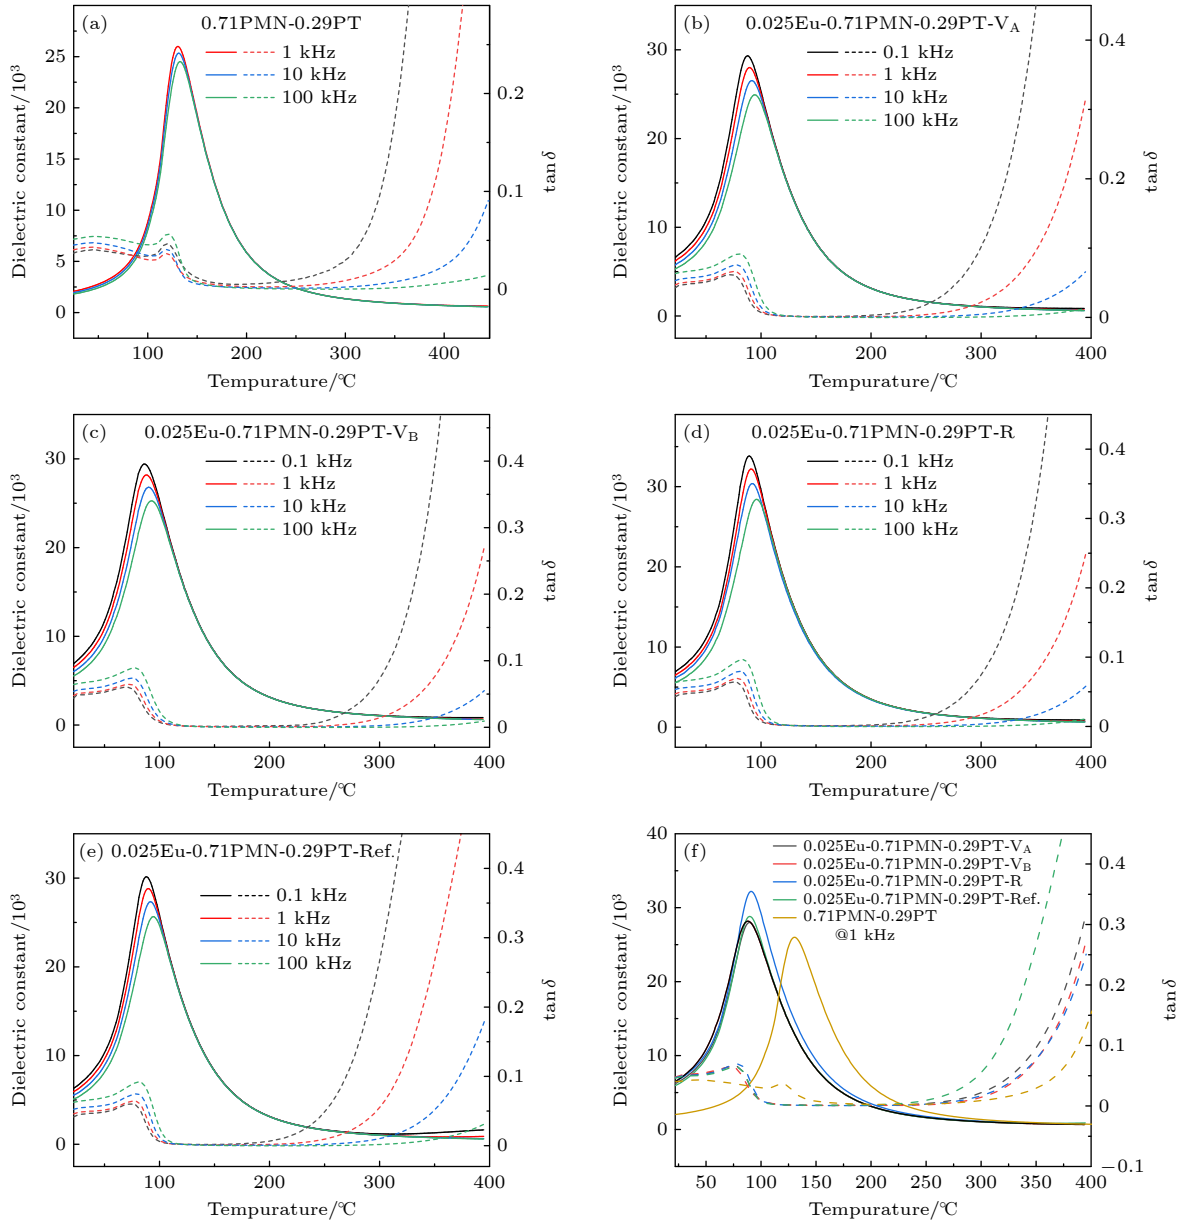 (a) 0.71PMN-0.29PT
1 kHz
10 kHz
100 kHz
Dielectric constant/10³
25
20
15
10
5
0
tan δ
0.2
0.1
0
100 200 300 400
Tempurature/℃
(b) 0.025Eu-0.71PMN-0.29PT-V_A
0.1 kHz
1 kHz
10 kHz
100 kHz
Dielectric constant/10³
30
20
10
0
tan δ
0.4
0.2
0
100 200 300 400
Tempurature/℃
(c) 0.025Eu-0.71PMN-0.29PT-V_B
0.1 kHz
1 kHz
10 kHz
100 kHz
Dielectric constant/10³
30
20
10
0
tan δ
0.4
0.3
0.2
0.1
0
100 200 300 400
Tempurature/℃
(d) 0.025Eu-0.71PMN-0.29PT-R
0.1 kHz
1 kHz
10 kHz
100 kHz
Dielectric constant/10³
30
20
10
0
tan δ
0.4
0.3
0.2
0.1
0
50 100 150 200 250 300 350 400
Tempurature/℃
(e) 0.025Eu-0.71PMN-0.29PT-Ref.
0.1 kHz
1 kHz
10 kHz
100 kHz
Dielectric constant/10³
30
20
10
0
tan δ
0.4
0.3
0.2
0.1
0
100 200 300 400
Tempurature/℃
(f)
0.025Eu-0.71PMN-0.29PT-V_A
0.025Eu-0.71PMN-0.29PT-V_B
0.025Eu-0.71PMN-0.29PT-R
0.025Eu-0.71PMN-0.29PT-Ref.
0.71PMN-0.29PT
@1 kHz
Dielectric constant/10³
40
30
20
10
0
tan δ
0.4
0.3
0.2
0.1
0
−0.1
50 100 150 200 250 300 350 400
Tempurature/℃